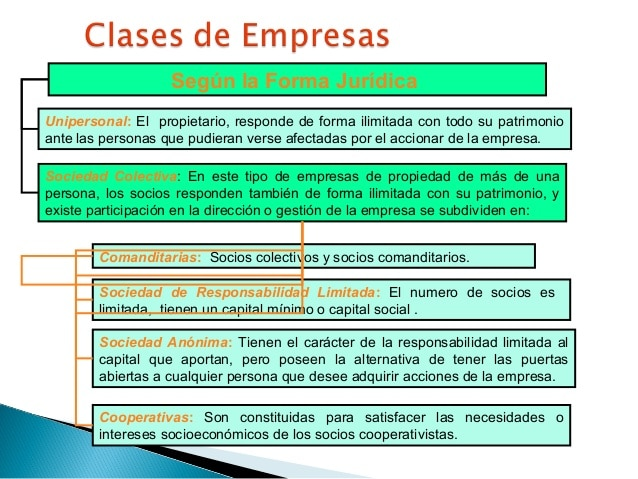 Clases de Empresas
Según la Forma Jurídica
Unipersonal: El propietario, responde de forma ilimitada con todo su patrimonio
ante las personas que pudieran verse afectadas por el accionar de la empresa.
Sociedad Colectiva: En este tipo de empresas de propiedad de más de una
persona, los socios responden también de forma ilimitada con su patrimonio, y
existe participación en la dirección o gestión de la empresa se subdividen en:
Comanditarias: Socios colectivos y socios comanditarios.
Sociedad de Responsabilidad Limitada: El numero de socios es
limitada, tienen un capital mínimo o capital social .
Sociedad Anónima: Tienen el carácter de la responsabilidad limitada al
capital que aportan, pero poseen la alternativa de tener las puertas
abiertas a cualquier persona que desee adquirir acciones de la empresa.
Cooperativas: Son constituidas para satisfacer las necesidades o
intereses socioeconómicos de los socios cooperativistas.